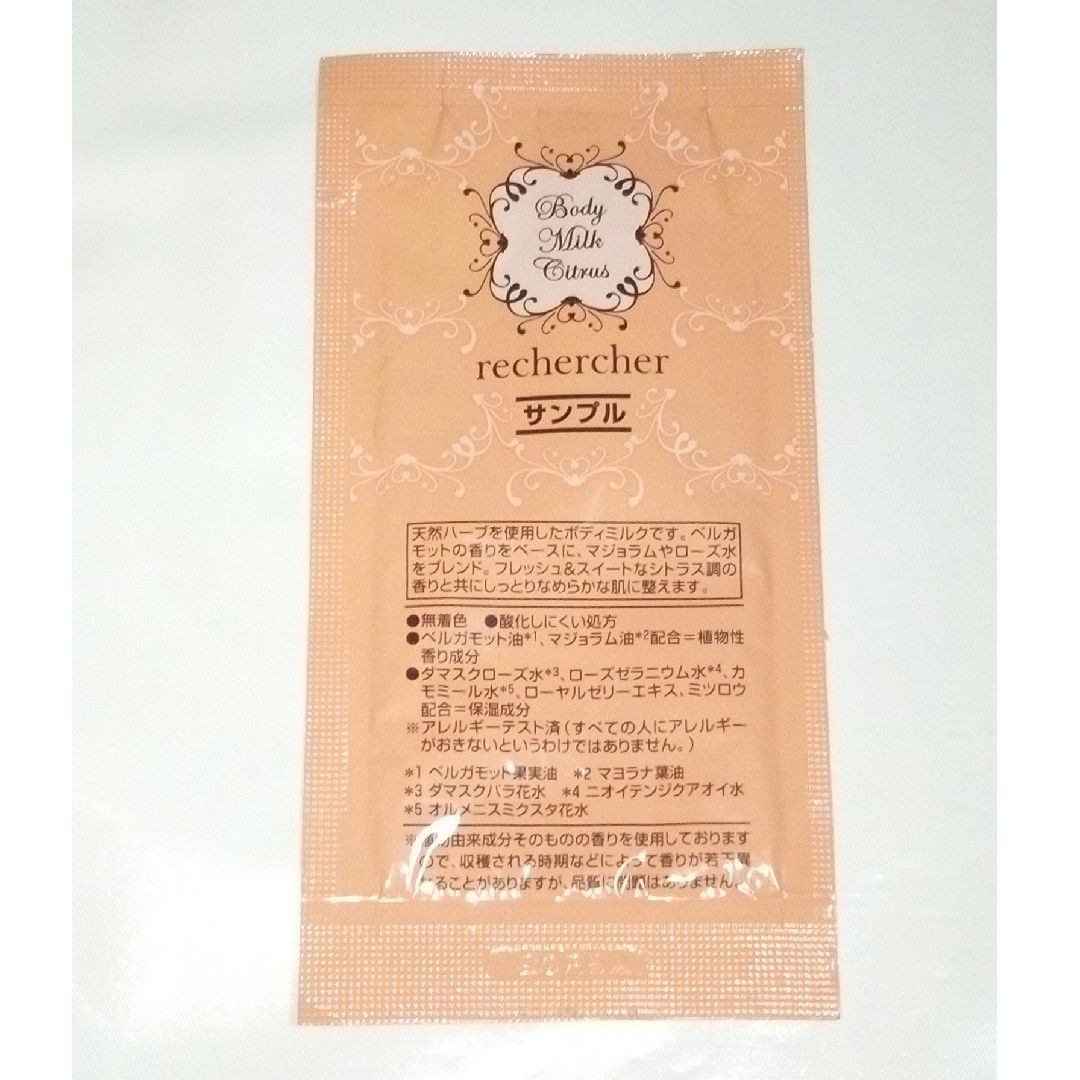 Body
Milk
Citrus
rechercher
サンプル
天然ハーブを使用したボディミルクです。ベルガ
モットの香りをベースに、マジョラムやローズ水
をブレンド。フレッシュ&スイートなシトラス調の
香りと共にしっとりなめらかな肌に整えます。
●無着色 ●酸化しにくい処方
●ベルガモット油*1、マジョラム油*2配合=植物性
香り成分
●ダマスクローズ水*3、ローズゼラニウム水*4、カ
モミール水*5、ローヤルゼリーエキス、ミツロウ
配合=保湿成分
※アレルギーテスト済(すべての人にアレルギー
がおきないというわけではありません。)
*1 ベルガモット果実油 *2 マヨラナ葉油
*3 ダマスクバラ花水 *4 ニオイテンジクアオイ水
*5 オルメニスミクスタ花水
※植物由来成分そのものの香りを使用しております
ので、収穫される時期などによって香りが若干異
なることがありますが、品質に問題はありません。